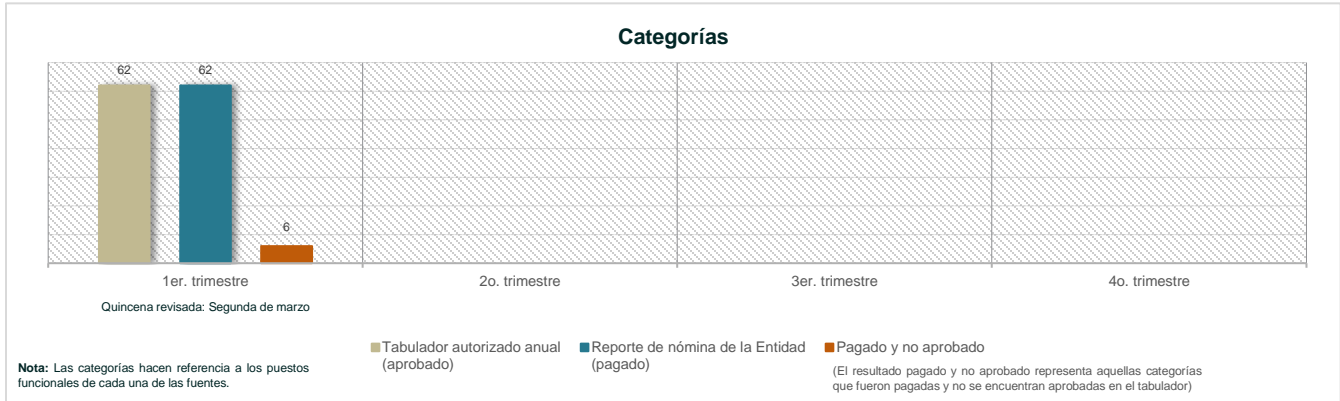 Categorías
62
62
6
1er. trimestre
2o. trimestre
3er. trimestre
4o. trimestre
Quincena revisada: Segunda de marzo
Tabulador autorizado anual
(aprobado)
Reporte de nómina de la Entidad
(pagado)
Pagado y no aprobado
(El resultado pagado y no aprobado representa aquellas categorías
que fueron pagadas y no se encuentran aprobadas en el tabulador)
Nota: Las categorías hacen referencia a los puestos
funcionales de cada una de las fuentes.